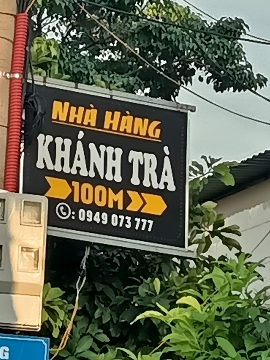 NHÀ HÀNG
KHÁNH TRÀ
100M
: 0949 073 777